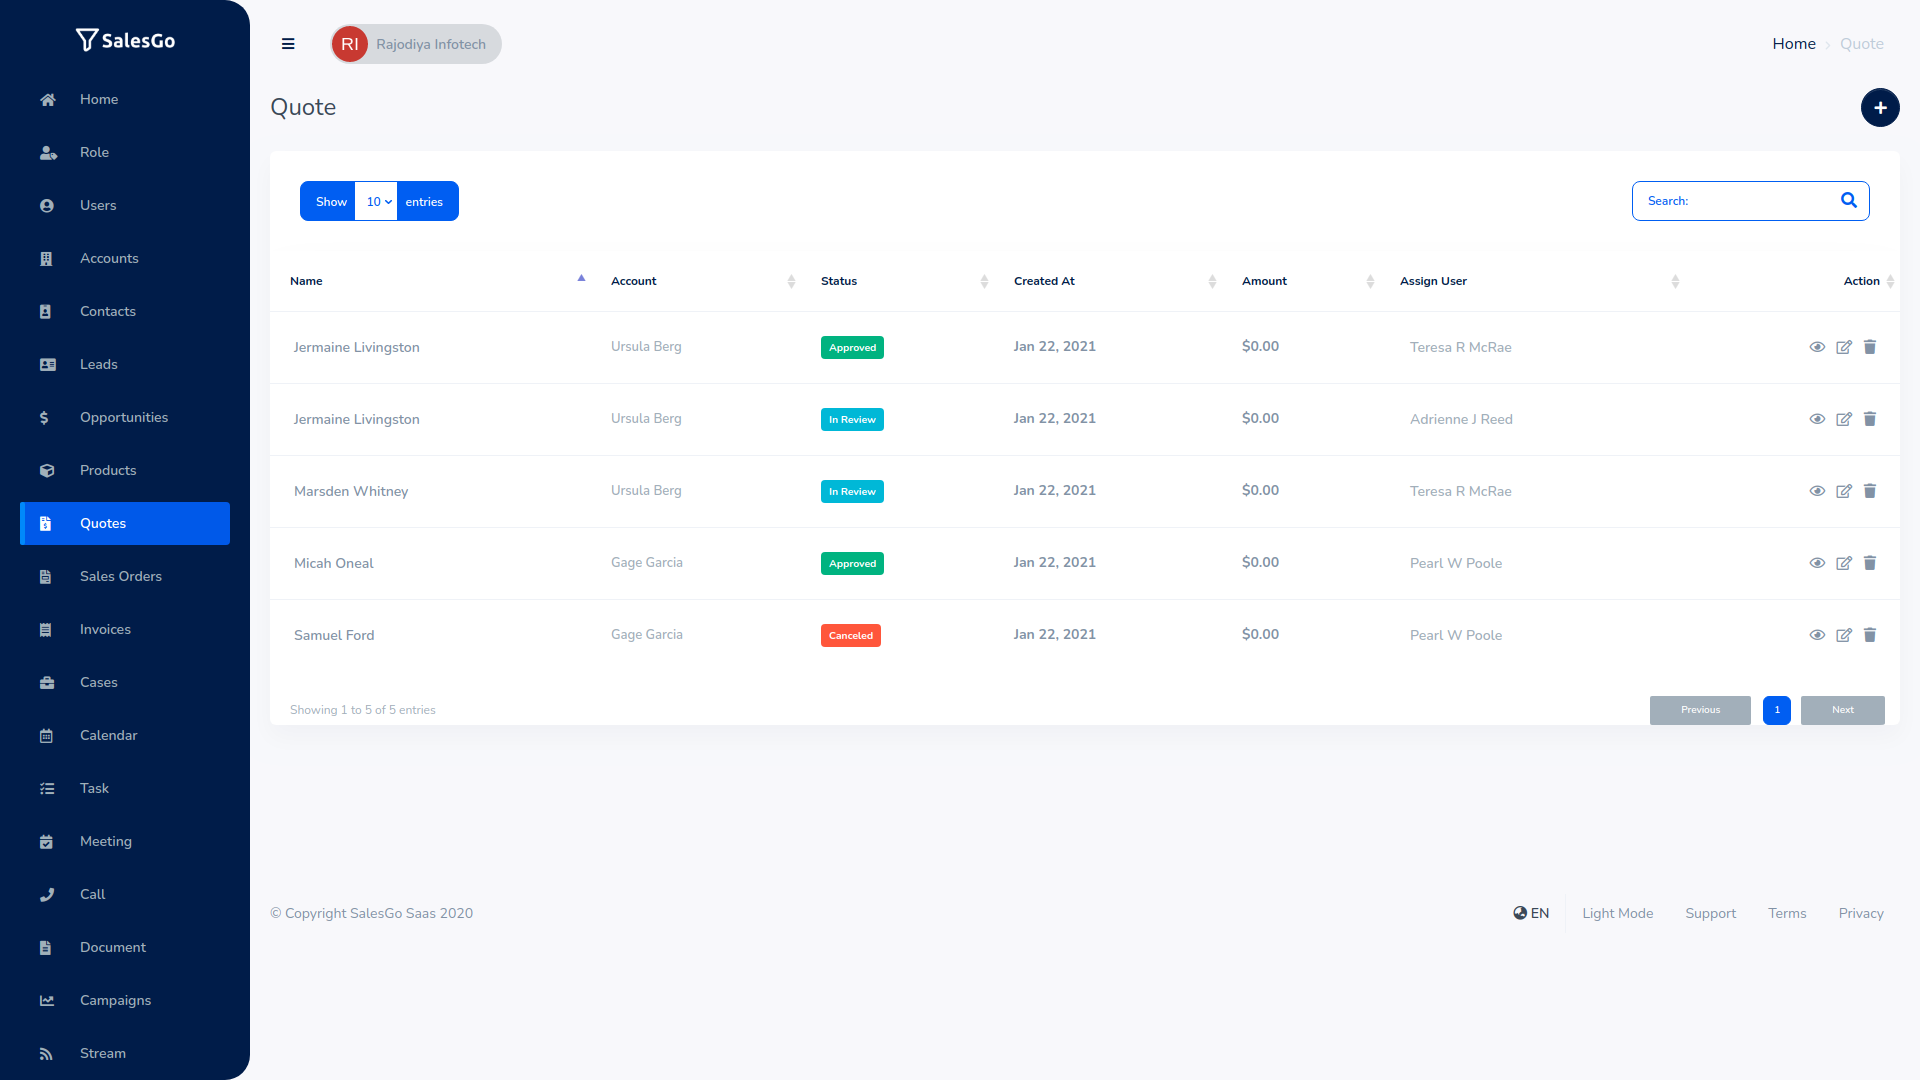 SalesGo
Home
Role
Users
Accounts
Contacts
Leads
Opportunities
Products
Quotes
Sales Orders
Invoices
Cases
Calendar
Task
Meeting
Call
Document
Campaigns
Stream
RI Rajodiya Infotech
Home Quote
Quote
Show 10 entries
Search:
Name Account Status Created At Amount Assign User Action
Jermaine Livingston Ursula Berg Approved Jan 22, 2021 $0.00 Teresa R McRae
Jermaine Livingston Ursula Berg In Review Jan 22, 2021 $0.00 Adrienne J Reed
Marsden Whitney Ursula Berg In Review Jan 22, 2021 $0.00 Teresa R McRae
Micah Oneal Gage Garcia Approved Jan 22, 2021 $0.00 Pearl W Poole
Samuel Ford Gage Garcia Canceled Jan 22, 2021 $0.00 Pearl W Poole
Showing 1 to 5 of 5 entries Previous 1 Next
© Copyright SalesGo Saas 2020 EN Light Mode Support Terms Privacy